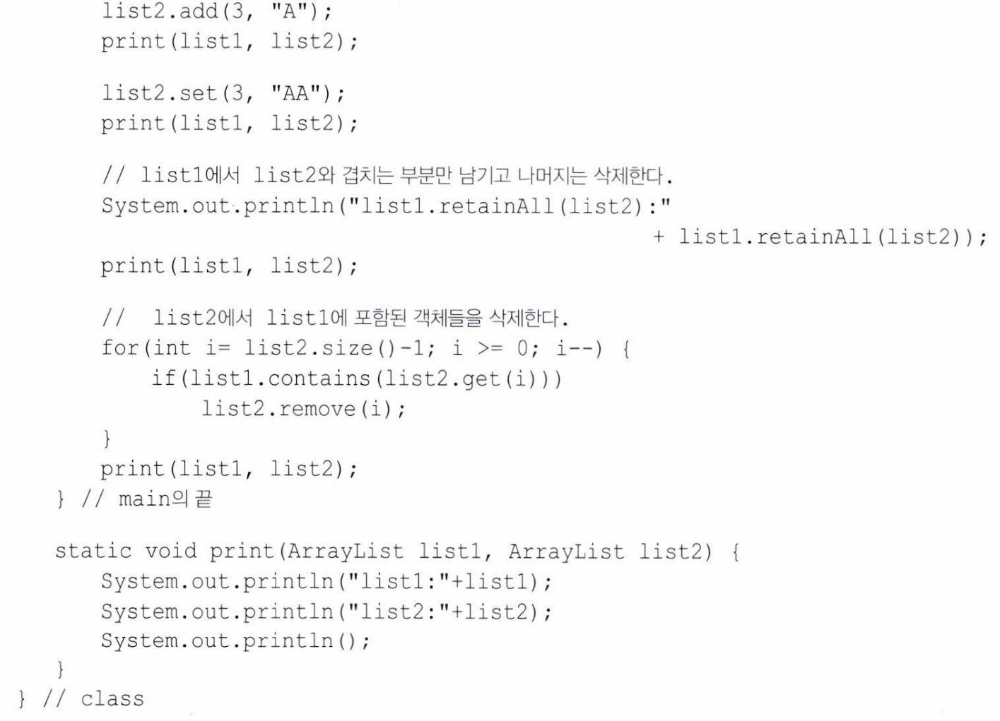 list2.add(3, "A");
print(list1, list2);
list2.set(3, "AA");
print(list1, list2);
// list1에서 list2와 겹치는 부분만 남기고 나머지는 삭제한다.
System.out.println("list1.retainAll(list2):"
+ list1.retainAll(list2));
print(list1, list2);
// list2에서 list1에 포함된 객체들을 삭제한다.
for(int i= list2.size()-1; i >= 0; i--) {
if(list1.contains(list2.get(i)))
list2.remove(i);
}
print(list1, list2);
} // main의 끝
static void print(ArrayList list1, ArrayList list2) {
System.out.println("list1:"+list1);
System.out.println("list2:"+list2);
System.out.println();
}
} // class